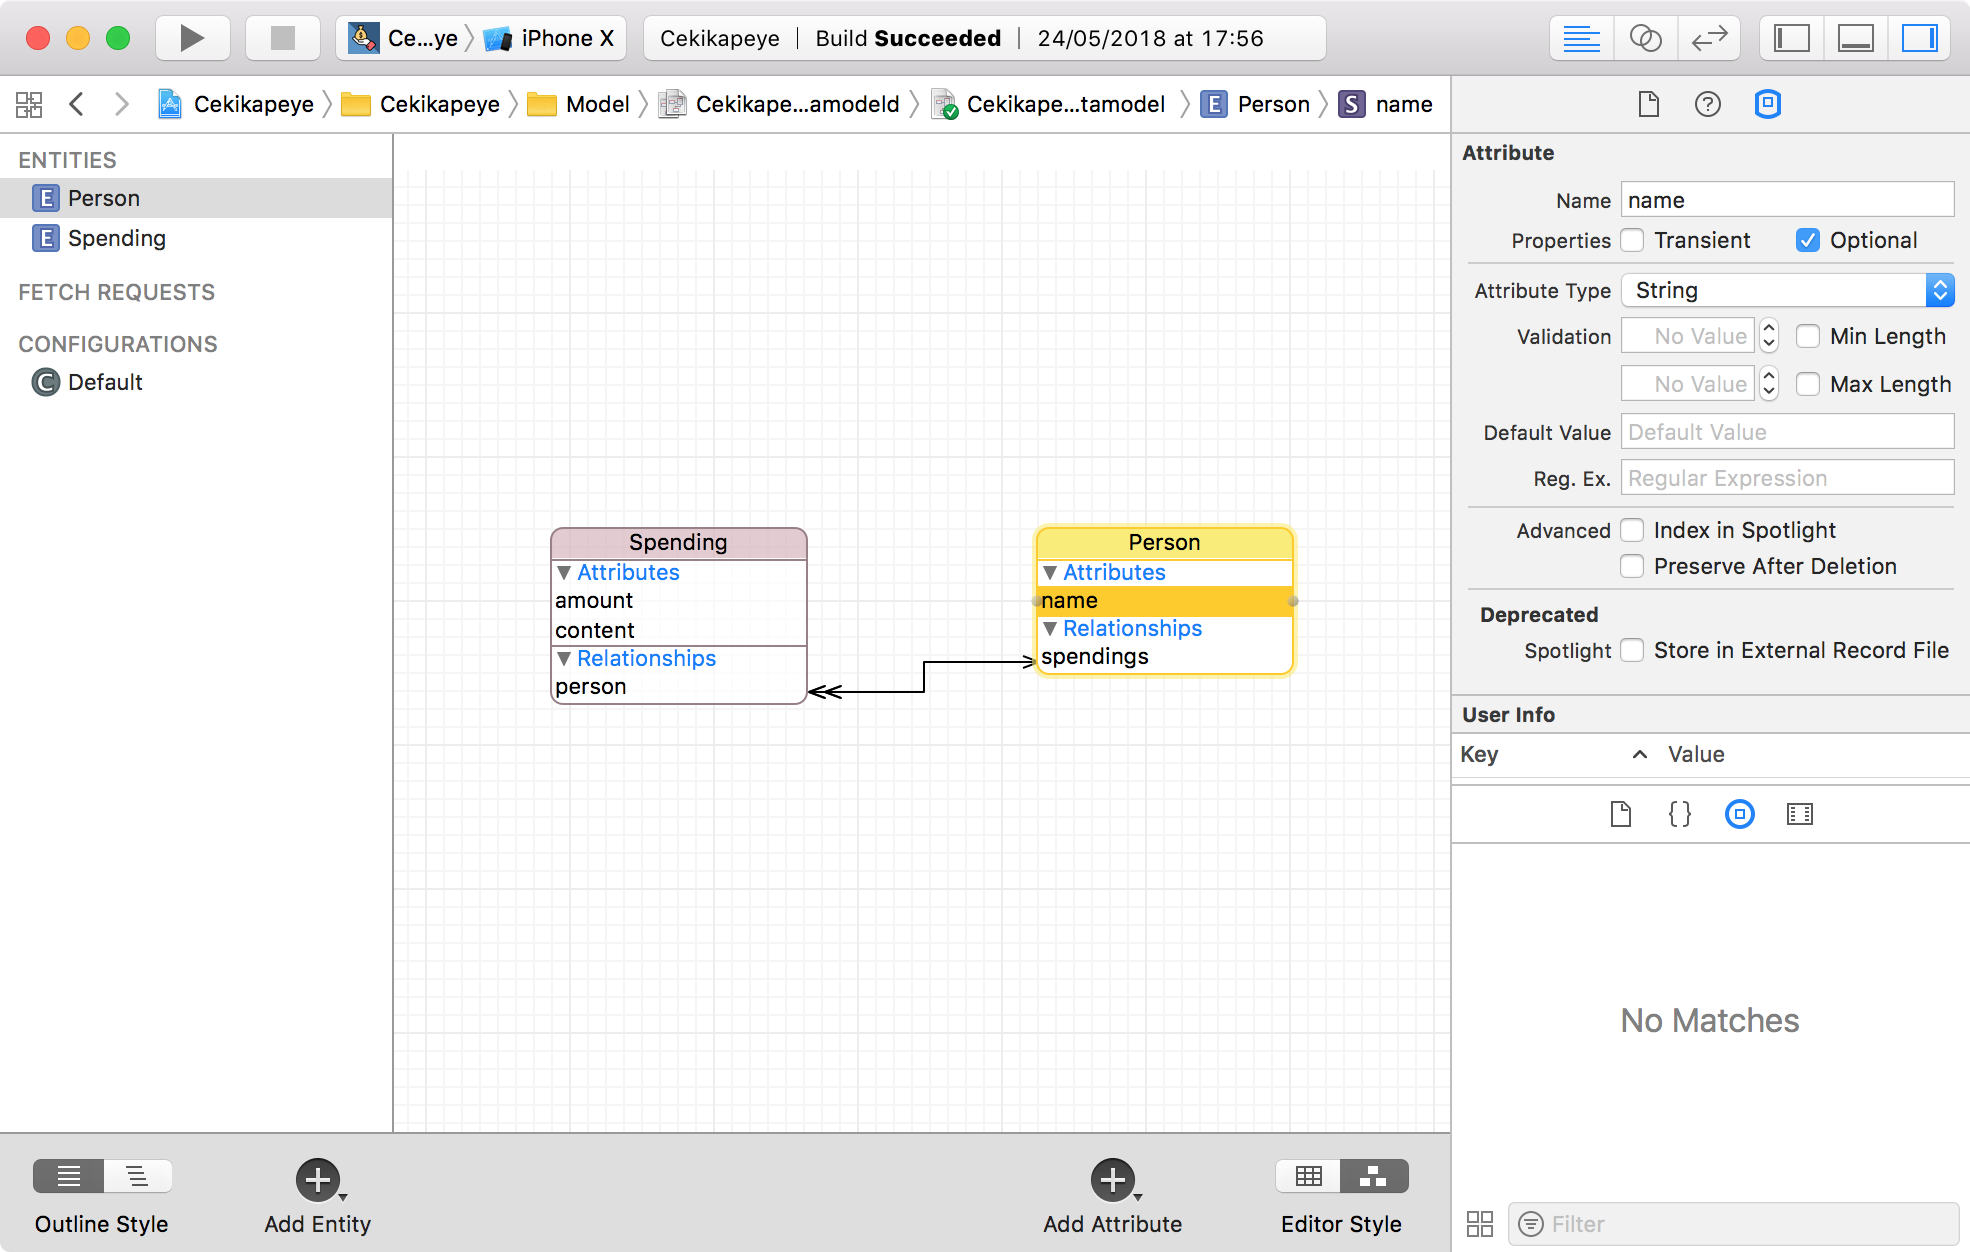 Ce...ye iPhone X Cekikapeye Build Succeeded 24/05/2018 at 17:56
Cekikapeye Cekikapeye Model Cekikape...amodeld Cekikape...tamodel E Person S name
ENTITIES
E Person
E Spending
FETCH REQUESTS
CONFIGURATIONS
C Default
Spending
Attributes
amount
content
Relationships
person
Person
Attributes
name
Relationships
spendings
Outline Style
Add Entity
Add Attribute
Editor Style
Attribute
Name name
Properties Transient Optional
Attribute Type String
Validation No Value Min Length
No Value Max Length
Default Value Default Value
Reg. Ex. Regular Expression
Advanced Index in Spotlight
Preserve After Deletion
Deprecated
Spotlight Store in External Record File
User Info
Key Value
{}
No Matches
Filter